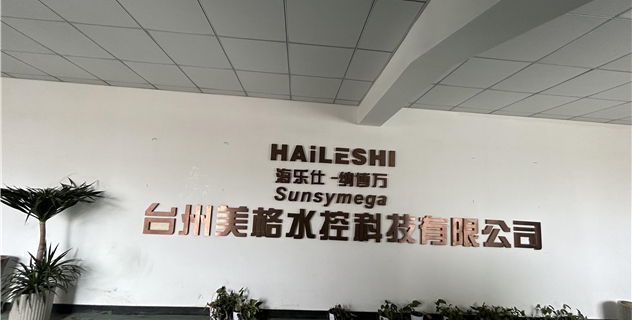 HAiLESHI
海乐仕-纳普万
Sunsymega
台州美格水控科技有限公司